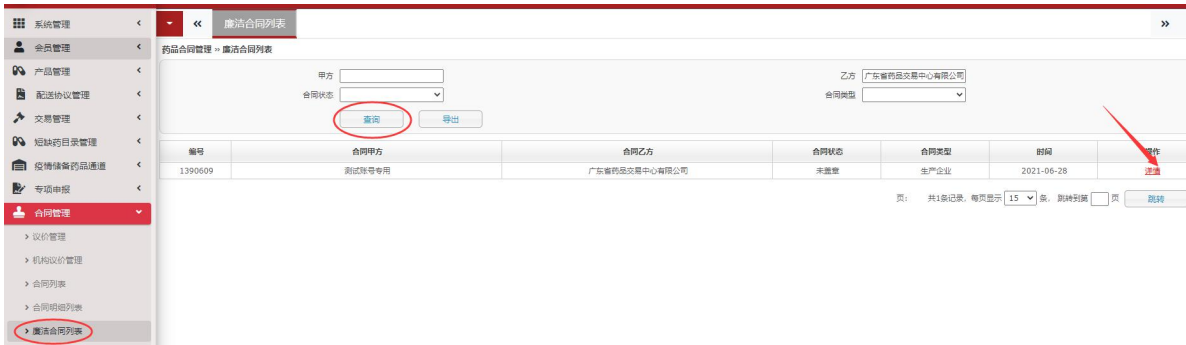 系统管理
会员管理
产品管理
配送协议管理
交易管理
短缺药目录管理
疫情储备药品通道
专项申报
合同管理
议价管理
机构议价管理
合同列表
合同明细列表
廉洁合同列表
廉洁合同列表
药品合同管理 » 廉洁合同列表
甲方 乙方 广东省药品交易中心有限公司
合同状态 合同类型
查询 导出
编号 合同甲方 合同乙方 合同状态 合同类型 时间 操作
1390609 测试账号专用 广东省药品交易中心有限公司 未盖章 生产企业 2021-06-28
页: 共1条记录, 每页显示 15 条, 跳转到第 页 跳转